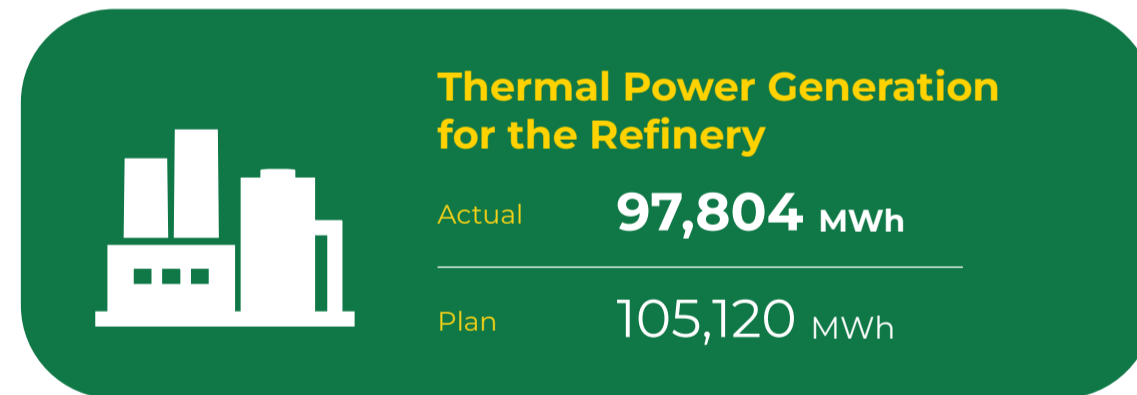 Thermal Power Generation
for the Refinery
Actual 97,804 MWh
Plan 105,120 MWh